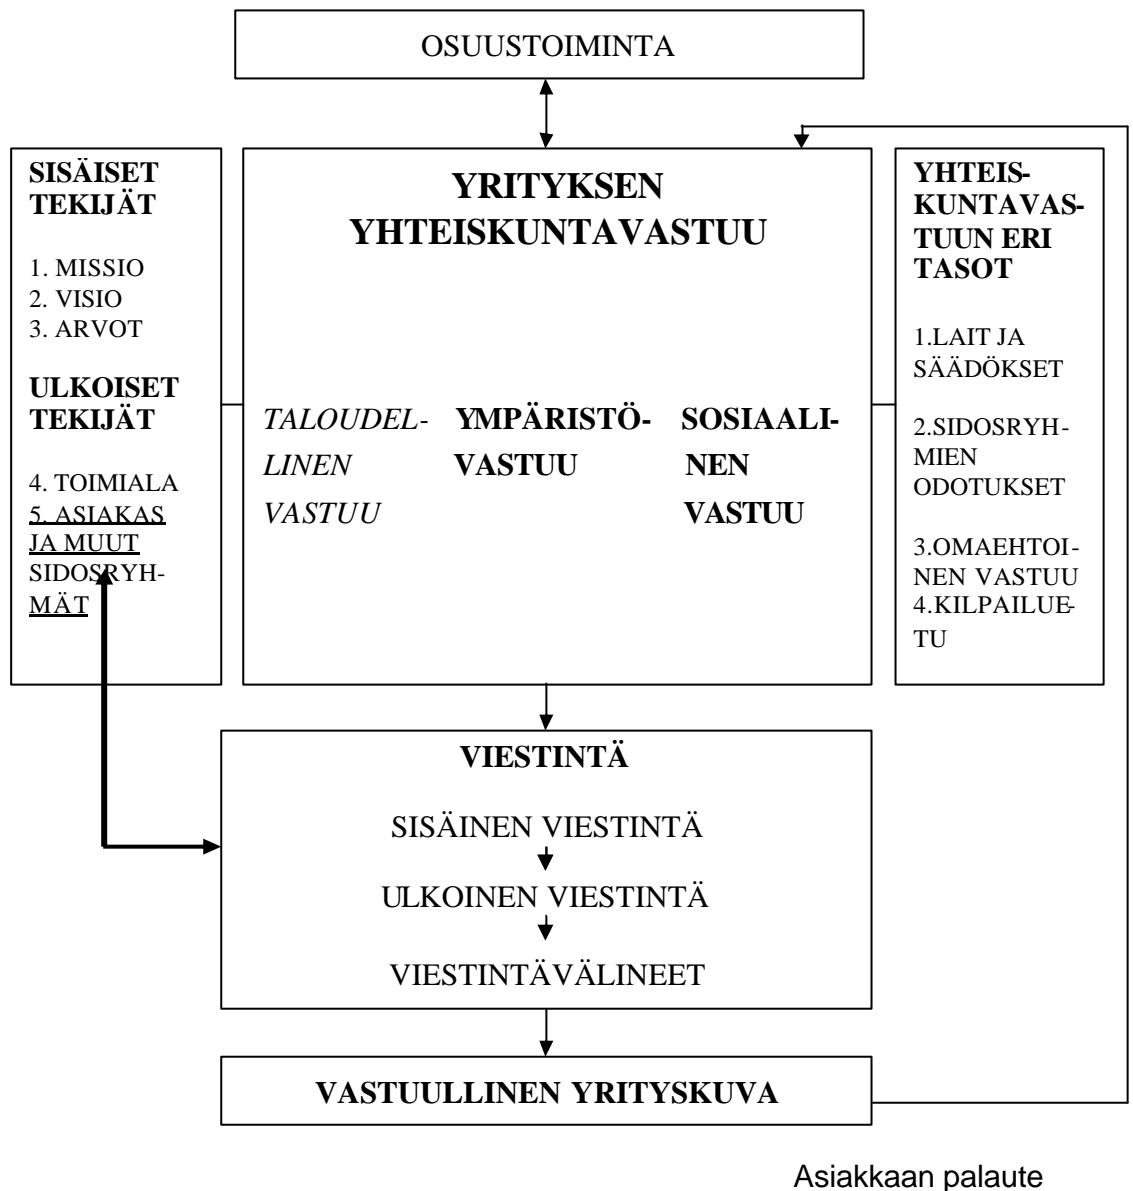 OSUUSTOIMINTA
SISÄISET
TEKIJÄT
1. MISSIO
2. VISIO
3. ARVOT
ULKOISET
TEKIJÄT
4. TOIMIALA
5. ASIAKAS
JA MUUT
SIDOSRYH-
MÄT
YRITYKSEN
YHTEISKUNTAVASTUU
TALOUDEL-
LINEN
VASTUU
YMPÄRISTÖ-
VASTUU
SOSIAALI-
NEN
VASTUU
YHTEIS-
KUNTAVAS-
TUUN ERI
TASOT
1.LAIT JA
SÄÄDÖKSET
2.SIDOSRYH-
MIEN
ODOTUKSET
3.OMAEHTOI-
NEN VASTUU
4.KILPAILUE-
TU
VIESTINTÄ
SISÄINEN VIESTINTÄ
ULKOINEN VIESTINTÄ
VIESTINTÄVÄLINEET
VASTUULLINEN YRITYSKUVA
Asiakkaan palaute